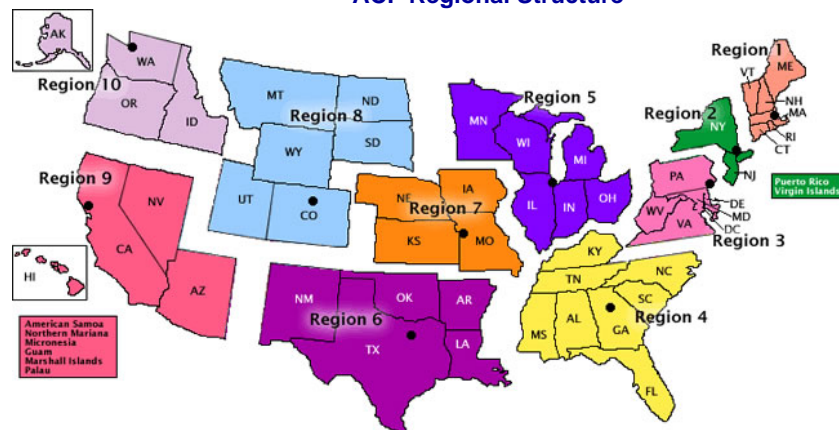 ACF Regional Structure
AK
WA
Region 10
OR
ID
MT
ND
Region 8
SD
WY
UT
CO
Region 9
NV
CA
AZ
HI
American Samoa
Northern Mariana
Micronesia
Guam
Marshall Islands
Palau
NE
IA
Region 7
KS
MO
NM
OK
AR
Region 6
TX
LA
MN
Region 5
WI
MI
IL
IN
OH
KY
TN
NC
SC
MS
AL
GA
Region 4
FL
Region 1
VT
ME
NH
MA
RI
CT
Region 2
NY
NJ
Puerto Rico
Virgin Islands
PA
DE
MD
DC
WV
VA
Region 3